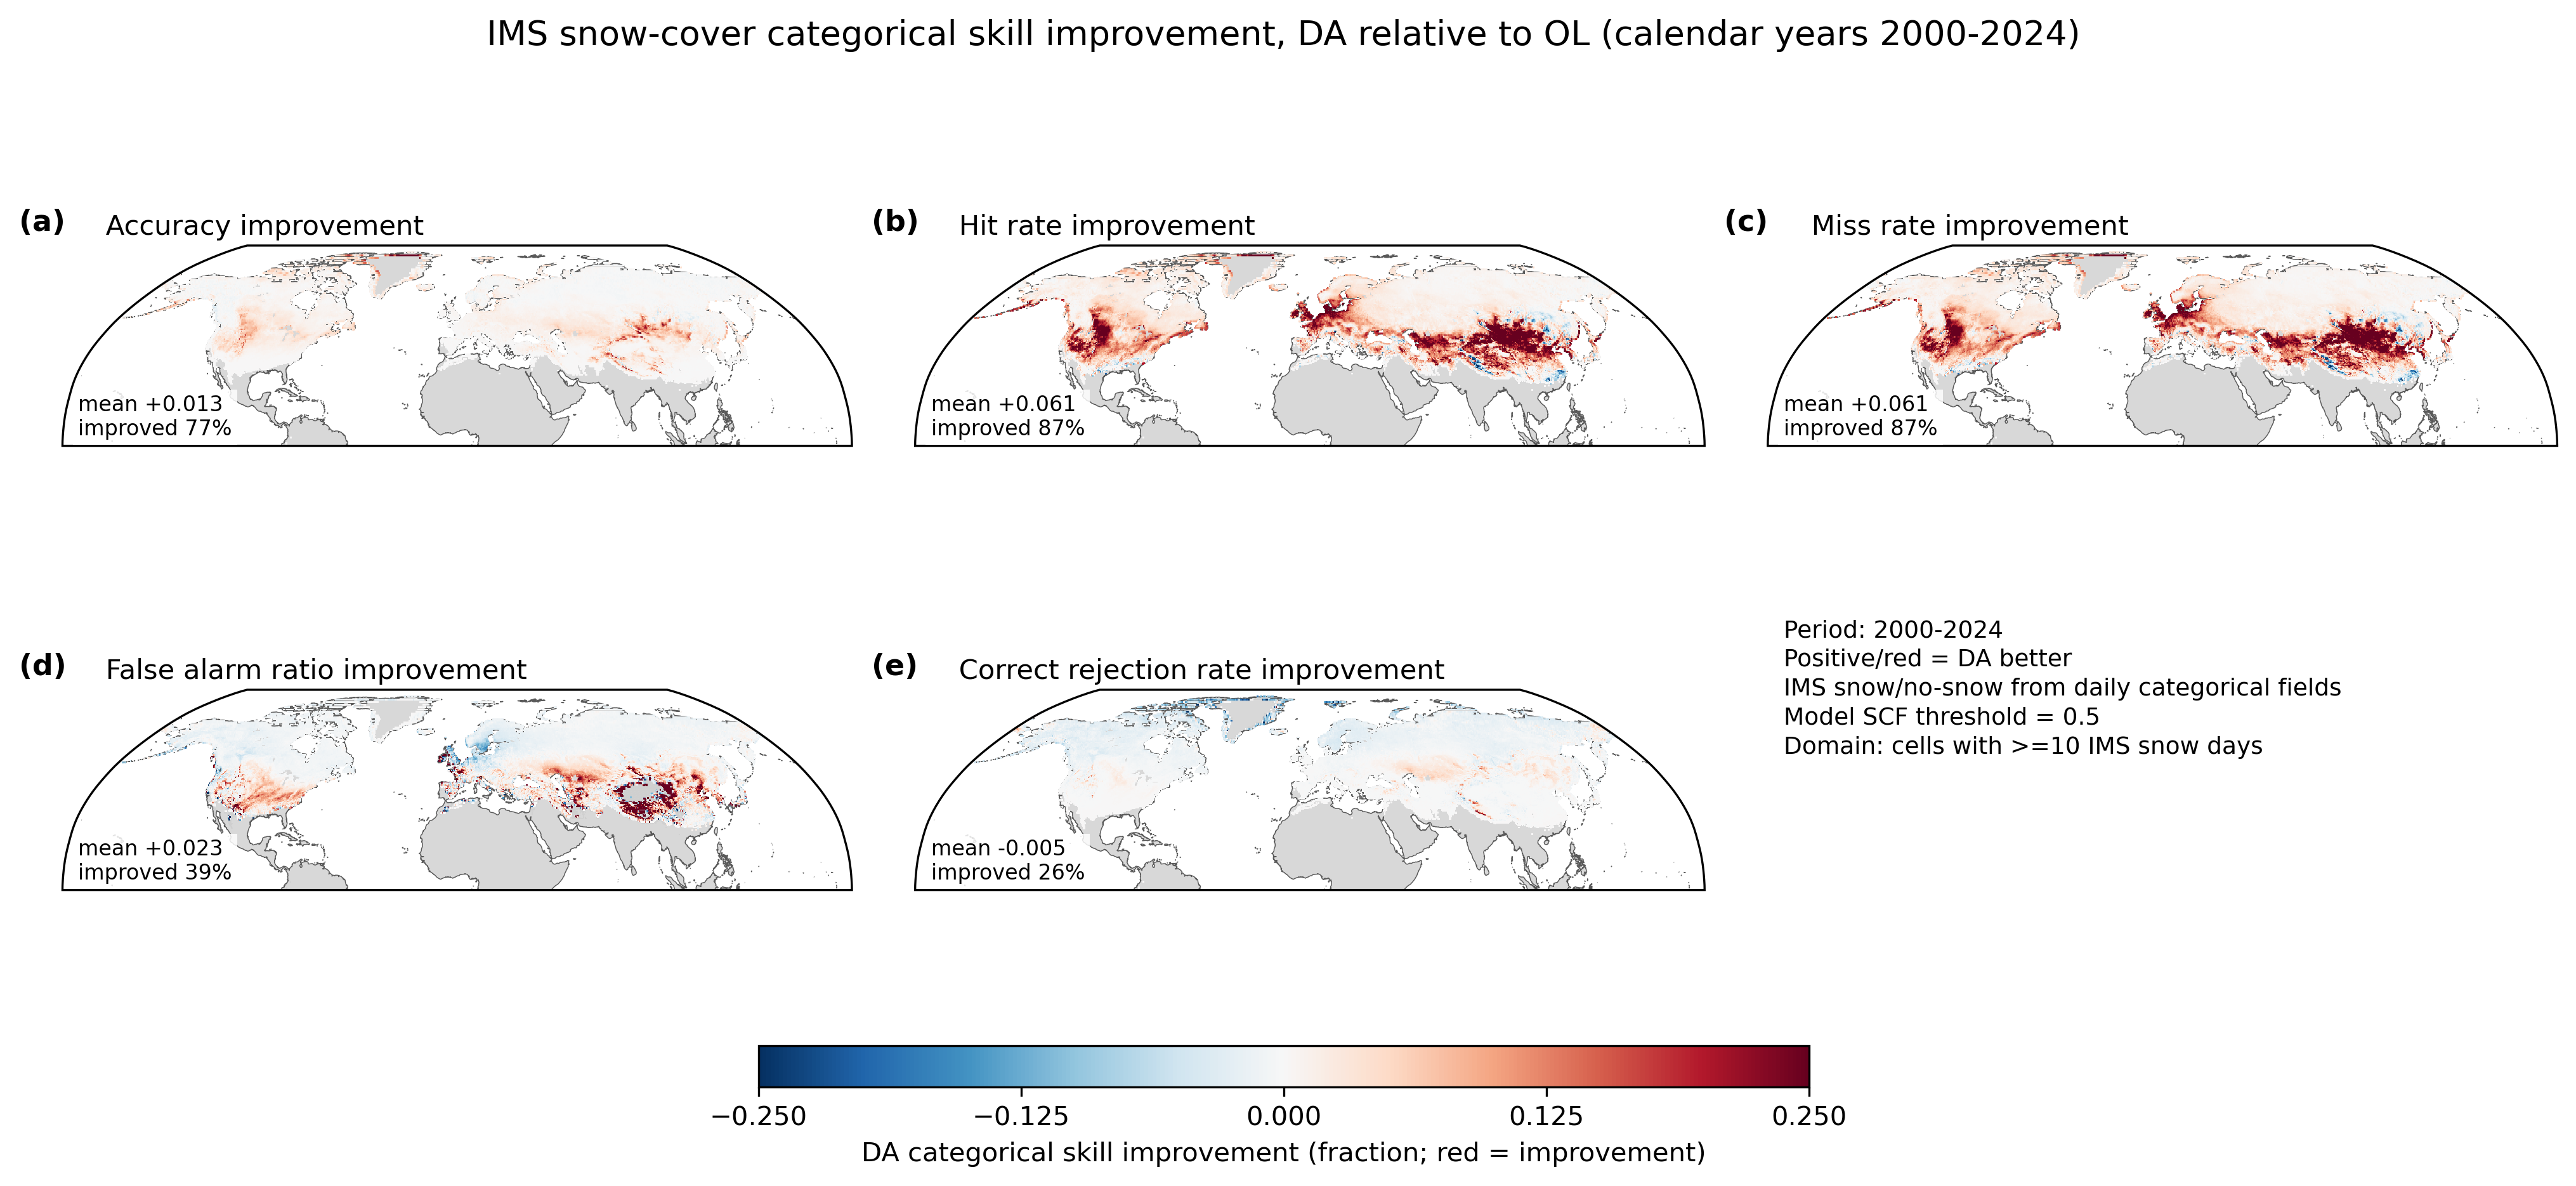 IMS snow-cover categorical skill improvement, DA relative to OL (calendar years 2000-2024)
(a) Accuracy improvement
mean +0.013
improved 77%
(b) Hit rate improvement
mean +0.061
improved 87%
(c) Miss rate improvement
mean +0.061
improved 87%
(d) False alarm ratio improvement
mean +0.023
improved 39%
(e) Correct rejection rate improvement
mean -0.005
improved 26%
Period: 2000-2024
Positive/red = DA better
IMS snow/no-snow from daily categorical fields
Model SCF threshold = 0.5
Domain: cells with >=10 IMS snow days
−0.250 −0.125 0.000 0.125 0.250
DA categorical skill improvement (fraction; red = improvement)